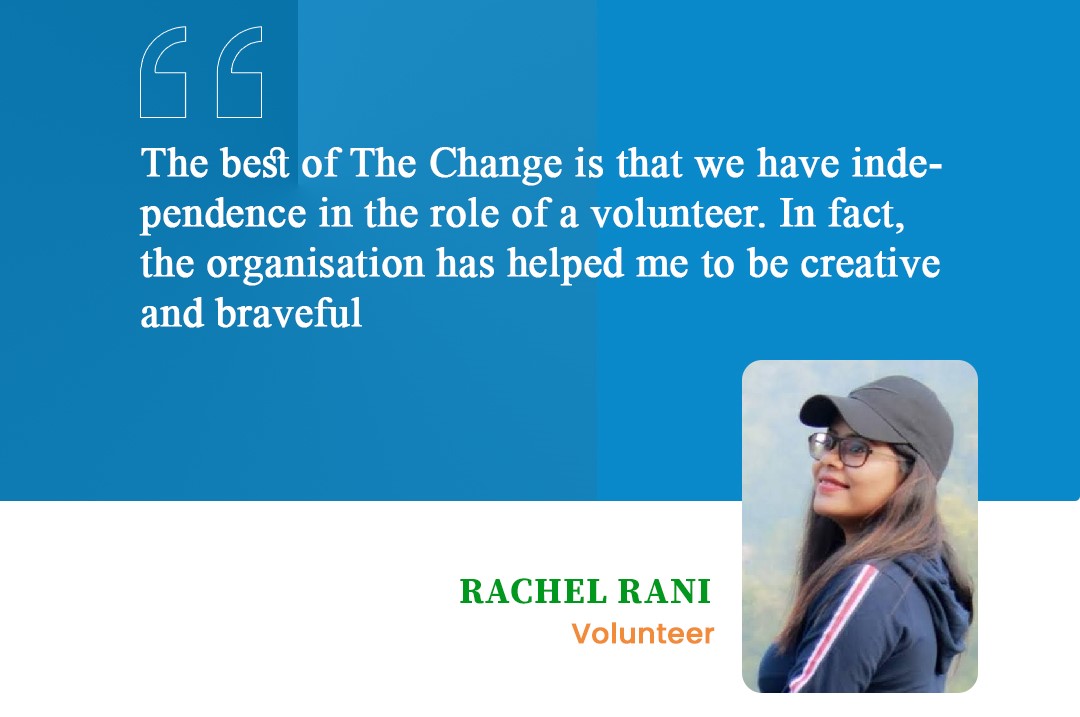 The best of The Change is that we have inde-
pendence in the role of a volunteer. In fact,
the organisation has helped me to be creative
and braveful
RACHEL RANI
Volunteer